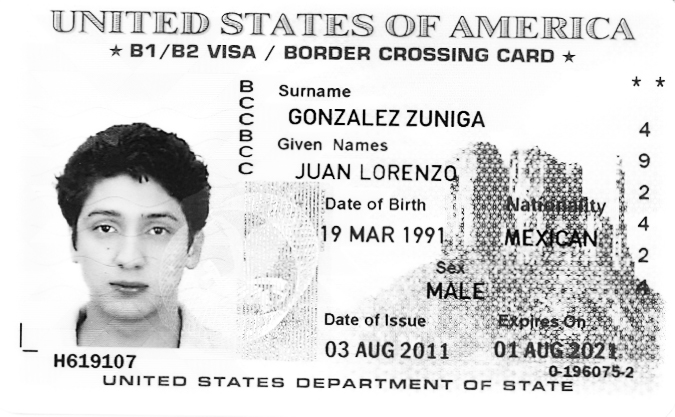 UNITED STATES OF AMERICA
★ B1/B2 VISA / BORDER CROSSING CARD ★
B
C
C
B
C
C
Surname
GONZALEZ ZUNIGA
Given Names
JUAN LORENZO
Date of Birth
Nationality
19 MAR 1991
MEXICAN
Sex
MALE
Date of Issue
Expires On
03 AUG 2011
01 AUG 2021
* *
4
9
2
4
2
4
0-196075-2
H619107
UNITED STATES DEPARTMENT OF STATE